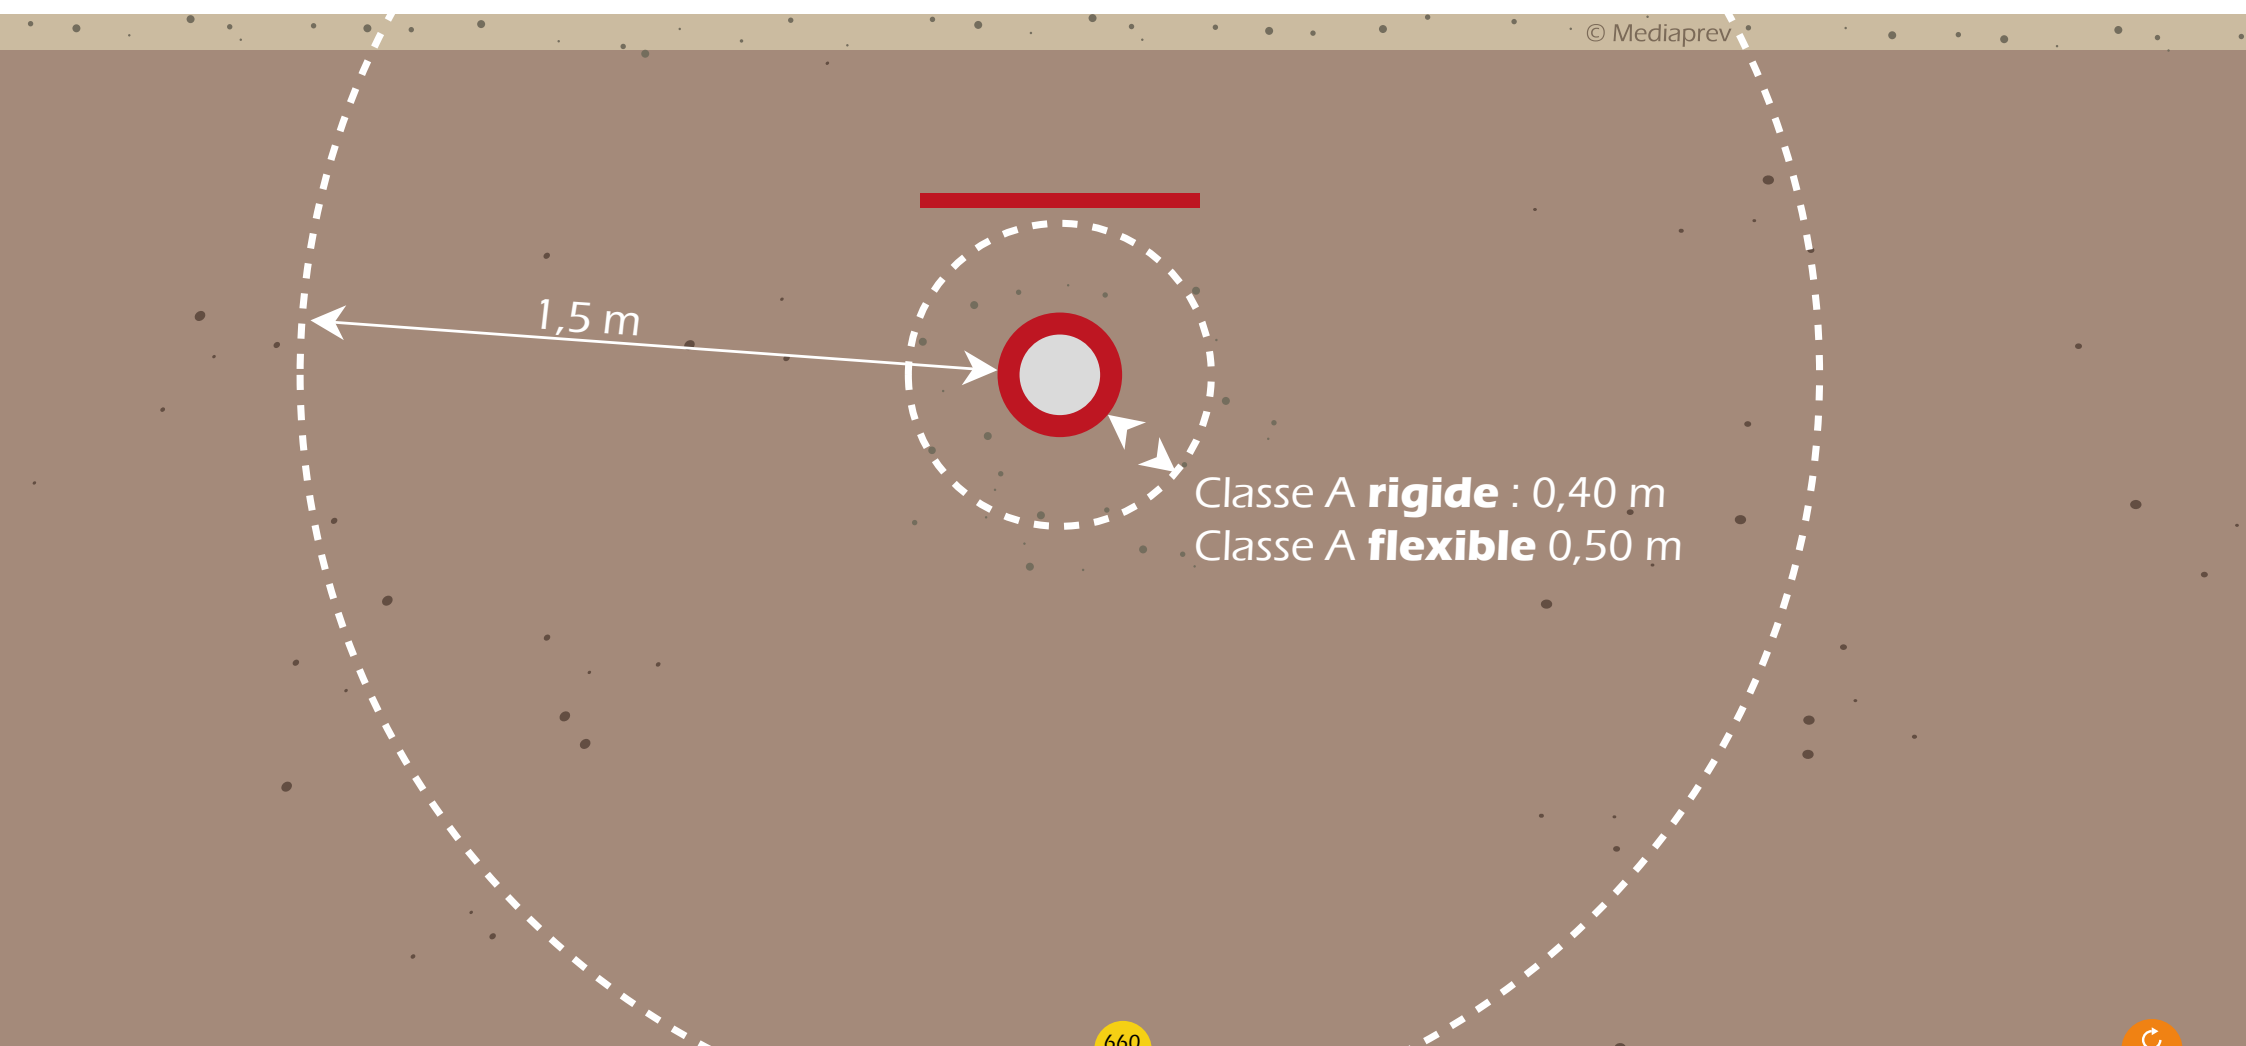 © Mediaprev
1,5 m
Classe A rigide : 0,40 m
Classe A flexible 0,50 m
660